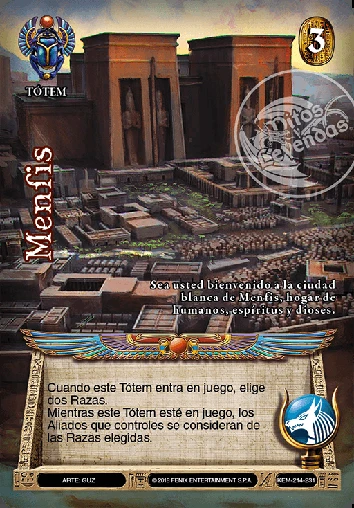 3
TÓTEM
Mitos y Leyendas
Menfis
Sea usted bienvenido a la ciudad
blanca de Menfis, hogar de
humanos, espíritus y dioses.
Cuando este Tótem entra en juego, elige
dos Razas.
Mientras este Tótem esté en juego, los
Aliados que controles se consideran de
las Razas elegidas.
ARTE: GUZ
© 2015 FENIX ENTERTAINMENT S.P.A.